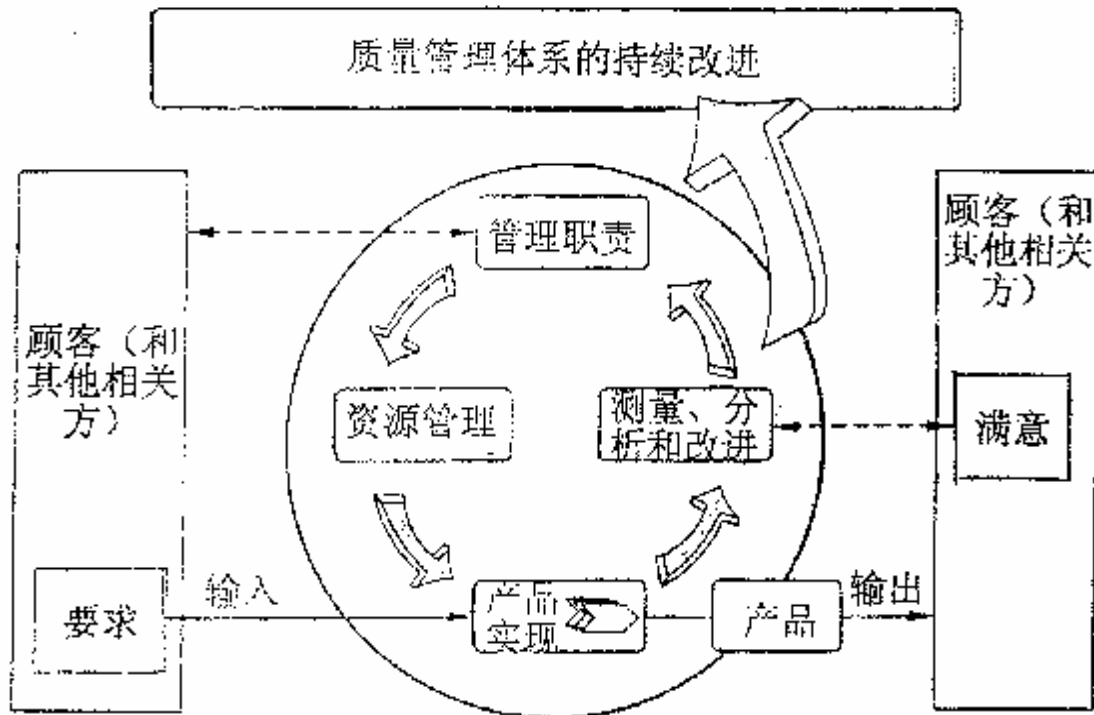 质量管理体系的持续改进
管理职责
顾客（和
其他相关
方）
顾客（和
其他相关
方）
资源管理
测量、分
析和改进
满意
要求
输入
产品
实现
产品
输出